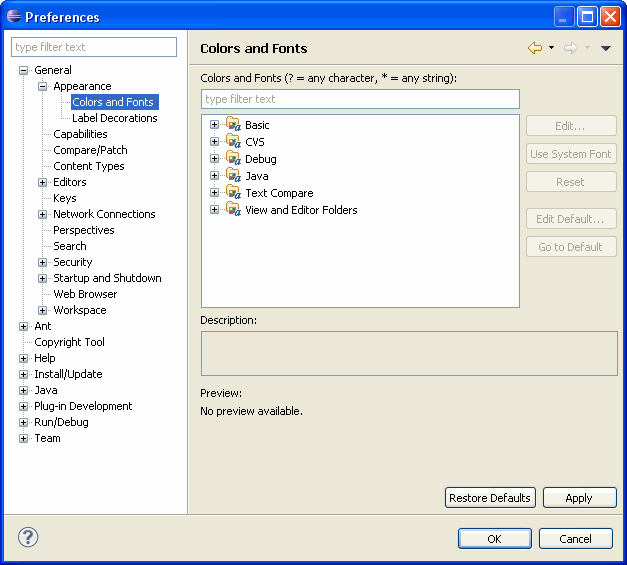 Preferences
type filter text
General
Appearance
Colors and Fonts
Label Decorations
Capabilities
Compare/Patch
Content Types
Editors
Keys
Network Connections
Perspectives
Search
Security
Startup and Shutdown
Web Browser
Workspace
Ant
Copyright Tool
Help
Install/Update
Java
Plug-in Development
Run/Debug
Team
Colors and Fonts
Colors and Fonts (? = any character, * = any string):
type filter text
Basic
CVS
Debug
Java
Text Compare
View and Editor Folders
Edit...
Use System Font
Reset
Edit Default...
Go to Default
Description:
Preview:
No preview available.
Restore Defaults
Apply
?
OK
Cancel